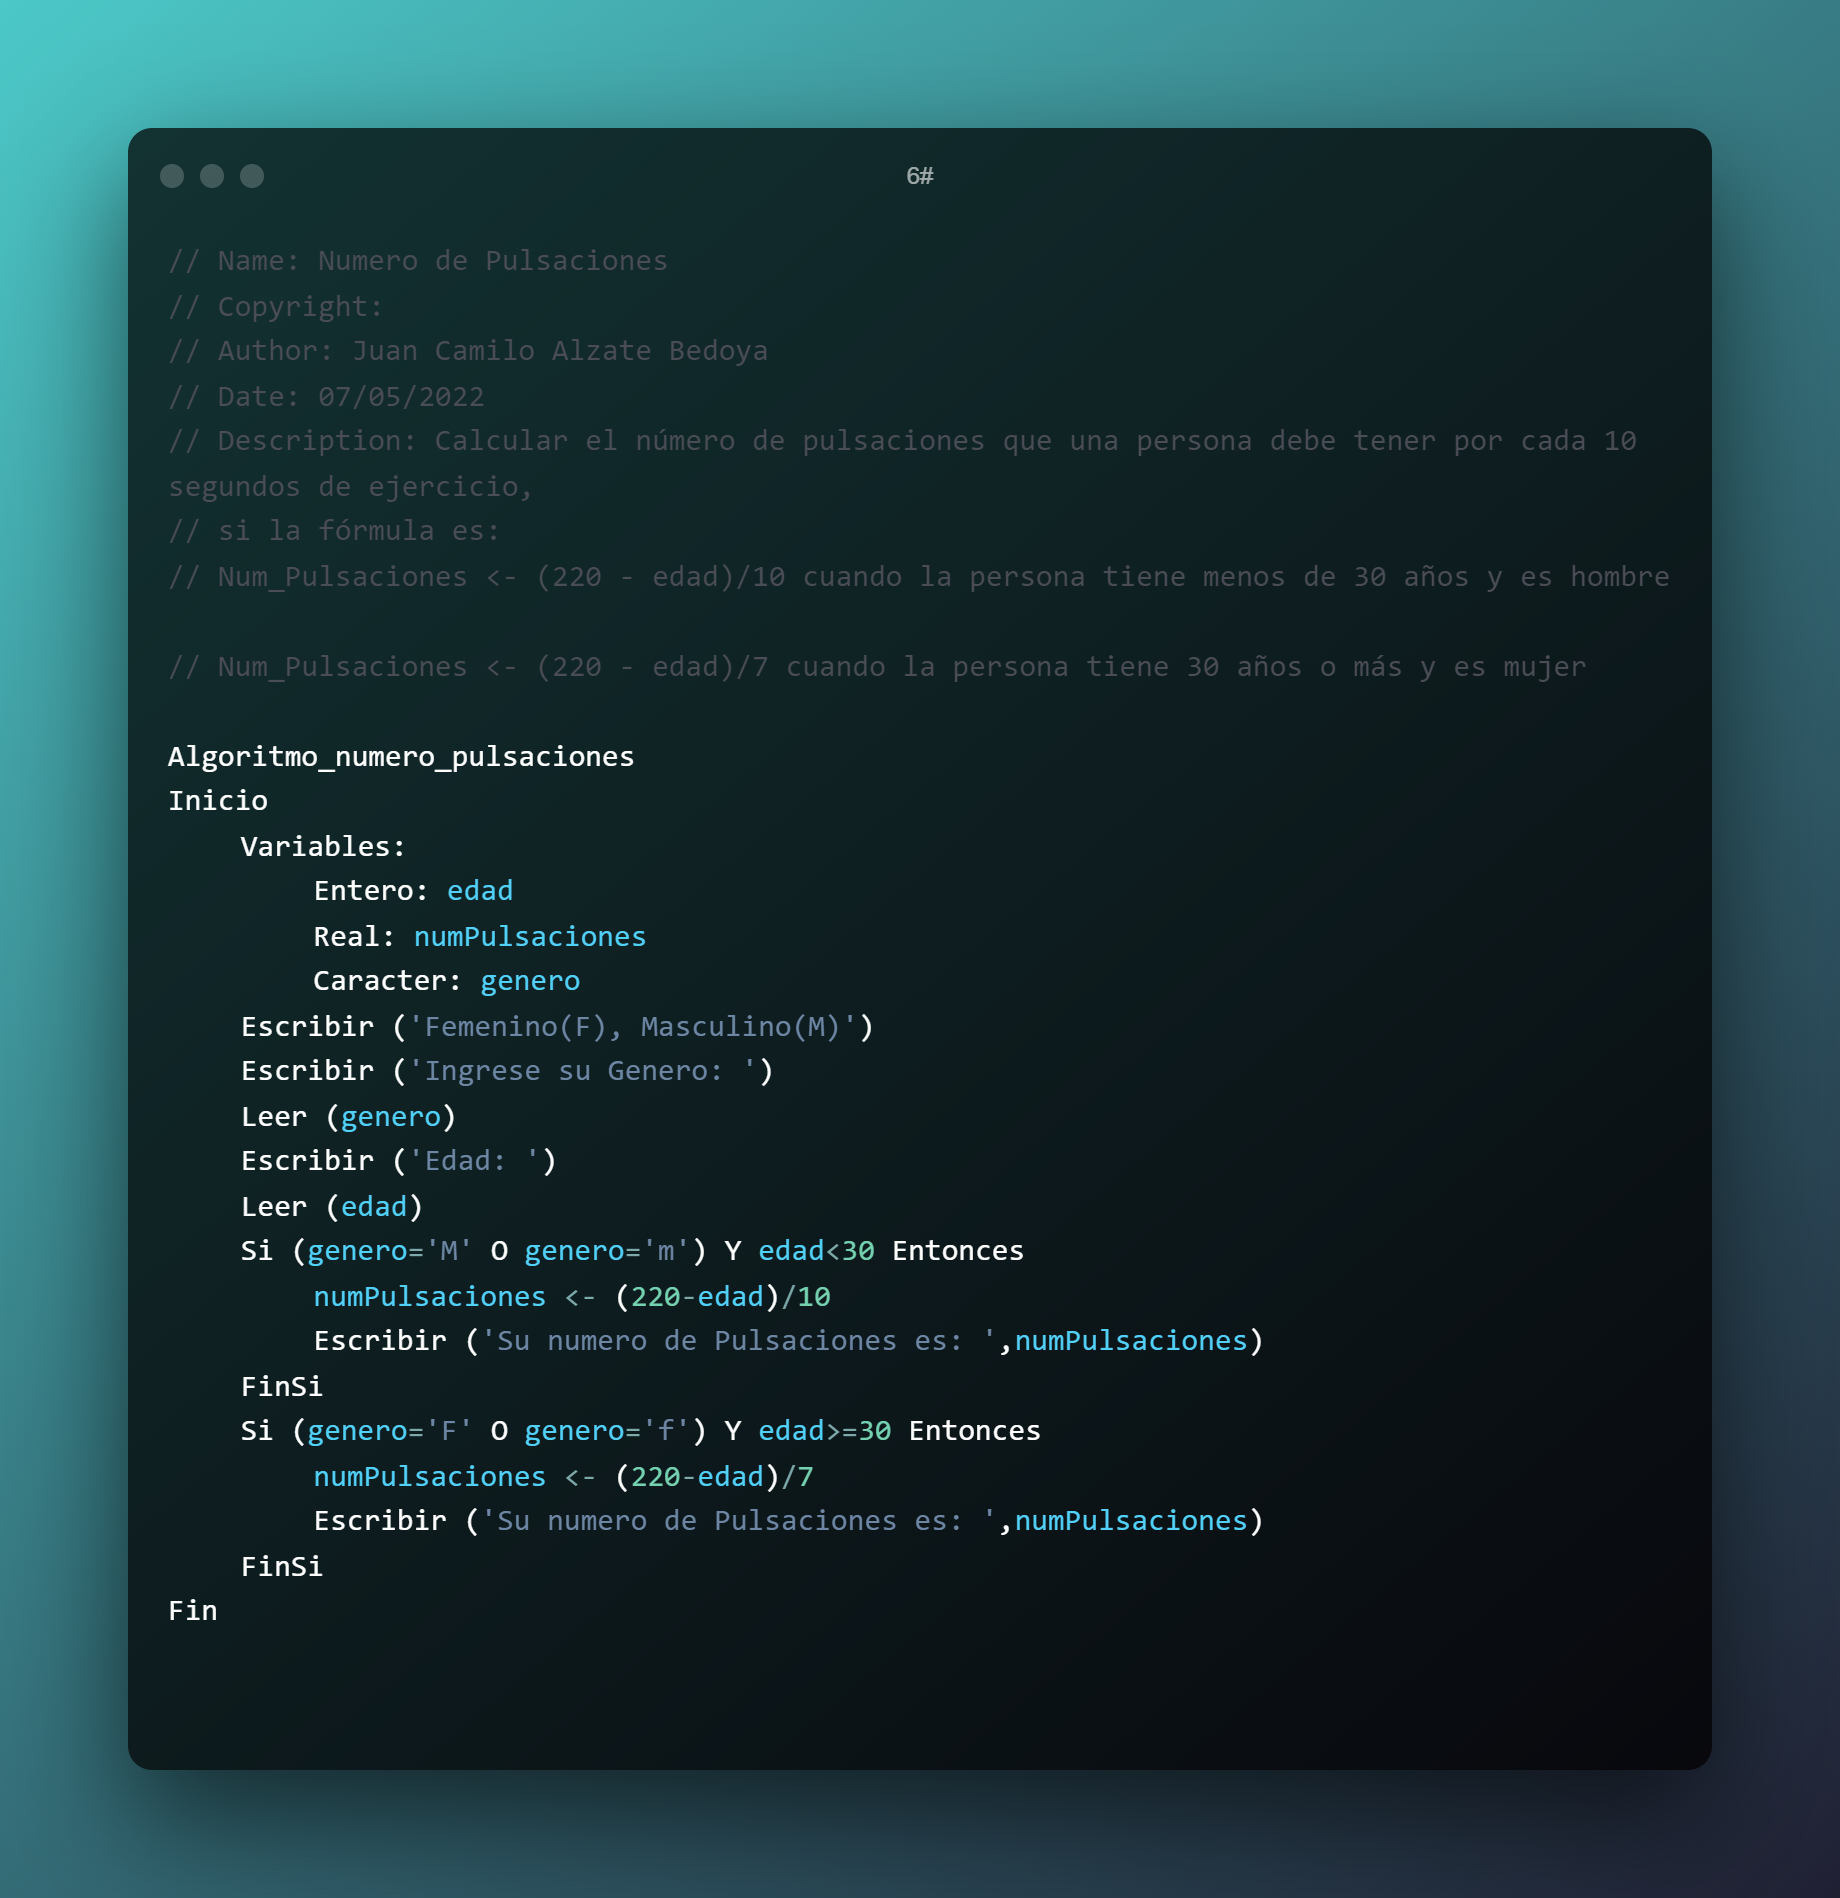 6#
// Name: Numero de Pulsaciones
// Copyright:
// Author: Juan Camilo Alzate Bedoya
// Date: 07/05/2022
// Description: Calcular el número de pulsaciones que una persona debe tener por cada 10
segundos de ejercicio,
// si la fórmula es:
// Num_Pulsaciones <- (220 - edad)/10 cuando la persona tiene menos de 30 años y es hombre
// Num_Pulsaciones <- (220 - edad)/7 cuando la persona tiene 30 años o más y es mujer
Algoritmo_numero_pulsaciones
Inicio
Variables:
Entero: edad
Real: numPulsaciones
Caracter: genero
Escribir ('Femenino(F), Masculino(M)')
Escribir ('Ingrese su Genero: ')
Leer (genero)
Escribir ('Edad: ')
Leer (edad)
Si (genero='M' O genero='m') Y edad<30 Entonces
numPulsaciones <- (220-edad)/10
Escribir ('Su numero de Pulsaciones es: ',numPulsaciones)
FinSi
Si (genero='F' O genero='f') Y edad>=30 Entonces
numPulsaciones <- (220-edad)/7
Escribir ('Su numero de Pulsaciones es: ',numPulsaciones)
FinSi
Fin